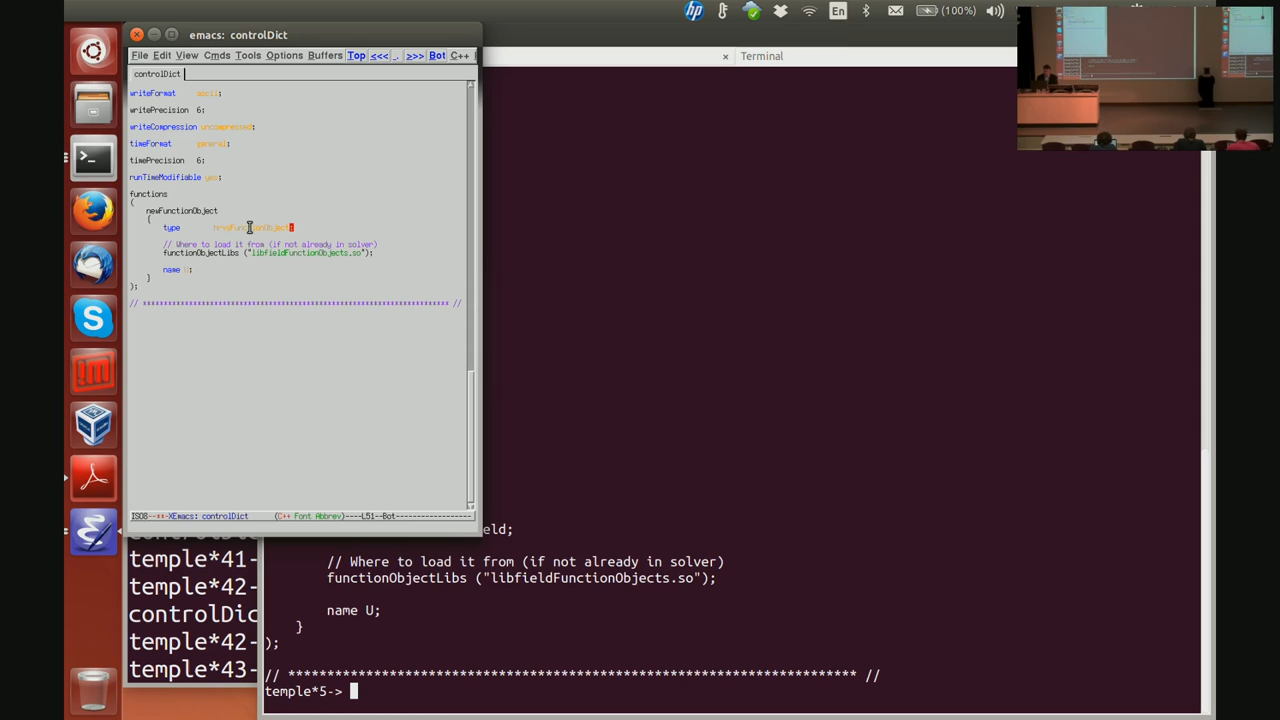 En
(100%)
emacs: controlDict
File Edit View Cmds Tools Options Buffers Top <<< . >>> Bot C++
Terminal
controlDict
writeFormat ascii;
writePrecision 6;
writeCompression uncompressed;
timeFormat general;
timePrecision 6;
runTimeModifiable yes;
functions
(
newFunctionObject
{
type hrvsFunctionObject;
// Where to load it from (if not already in solver)
functionObjectLibs ("libfieldFunctionObjects.so");
name U;
}
);
// ************************************************************************* //
ISO8--**-XEmacs: controlDict (C++ Font Abbrev)----L51--Bot------------------
eld;
temple*41-
// Where to load it from (if not already in solver)
functionObjectLibs ("libfieldFunctionObjects.so");
temple*42-
controlDic
name U;
}
temple*42-
);
temple*43-
// ************************************************************************* //
temple*5->